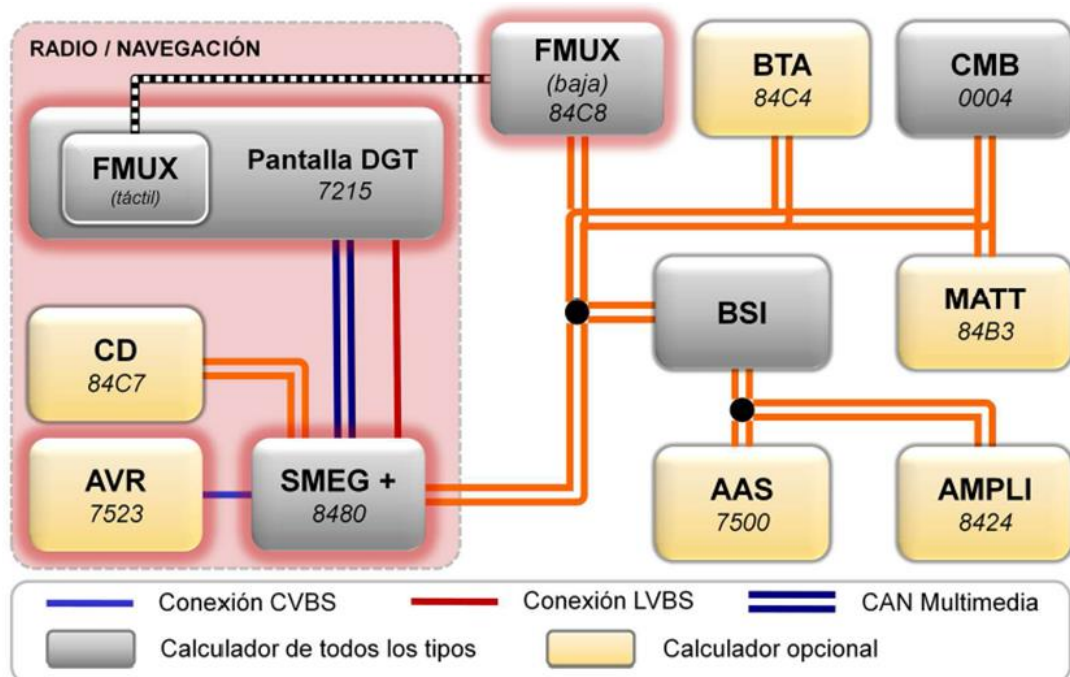 RADIO / NAVEGACIÓN
FMUX
(baja)
84C8
BTA
84C4
CMB
0004
FMUX
(táctil)
Pantalla DGT
7215
BSI
MATT
84B3
CD
84C7
AVR
7523
SMEG +
8480
AAS
7500
AMPLI
8424
Conexión CVBS
Conexión LVBS
CAN Multimedia
Calculador de todos los tipos
Calculador opcional